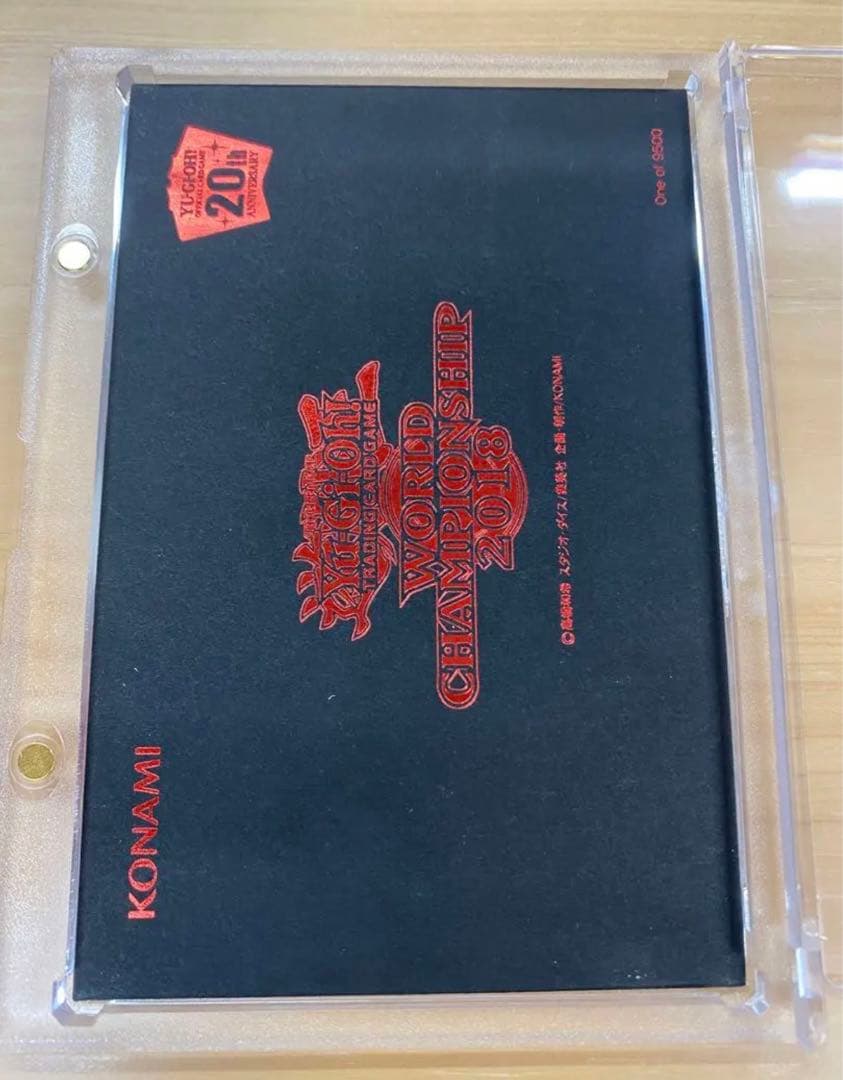 KONAMI
YU-GI-OH!
OFFICIAL CARD GAME
20th
ANNIVERSARY
Yu-Gi-Oh!
TRADING CARD GAME
WORLD
CHAMPIONSHIP
2018
©高橋和希 スタジオ・ダイス/集英社 企画・制作/KONAMI
One of 9500